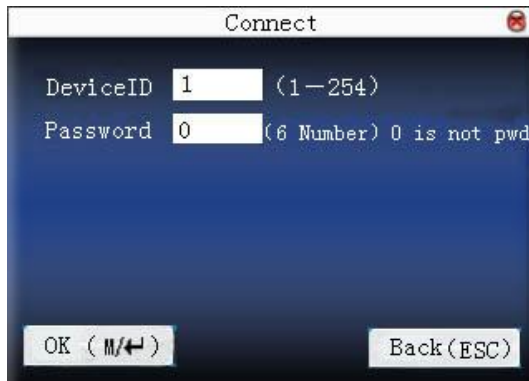 Connect
DeviceID 1 (1-254)
Password 0 (6 Number) 0 is not pwd
OK (M/↵) Back(ESC)